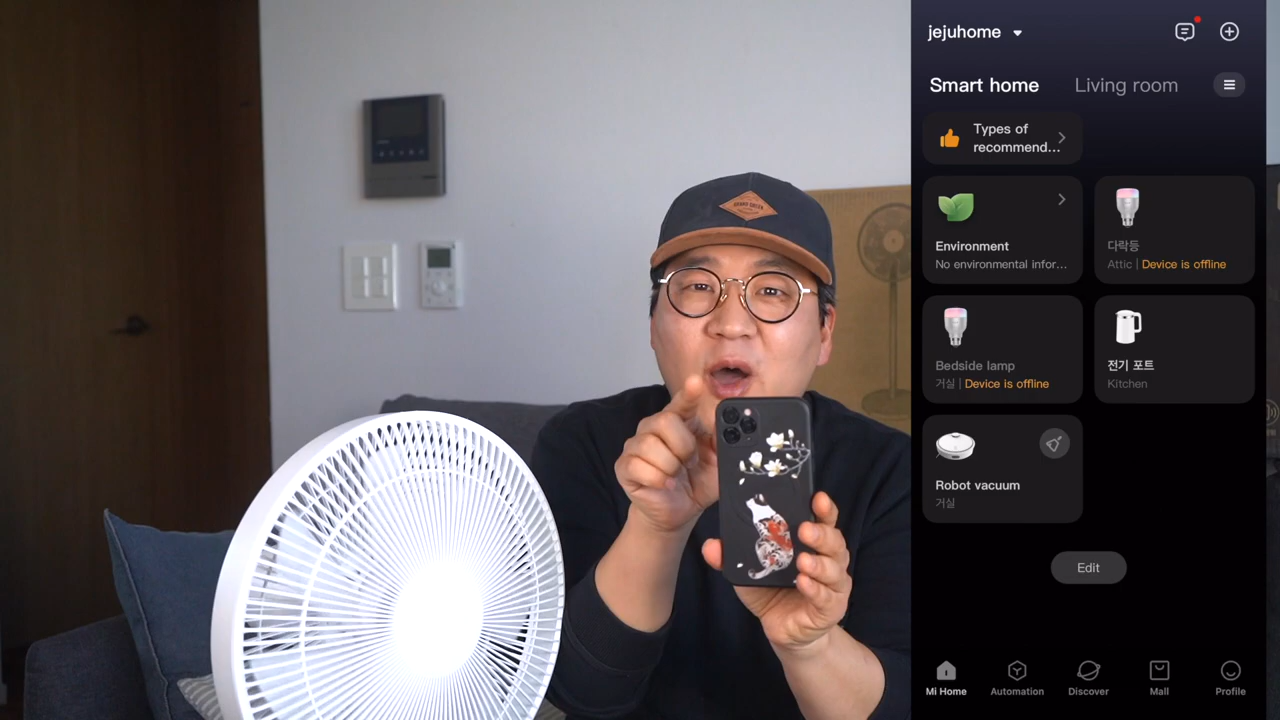 jejuhome
Smart home
Living room
Types of
recommend...
Environment
No environmental infor...
다락등
Attic | Device is offline
Bedside lamp
거실 | Device is offline
전기 포트
Kitchen
Robot vacuum
거실
Edit
Mi Home
Automation
Discover
Mall
Profile